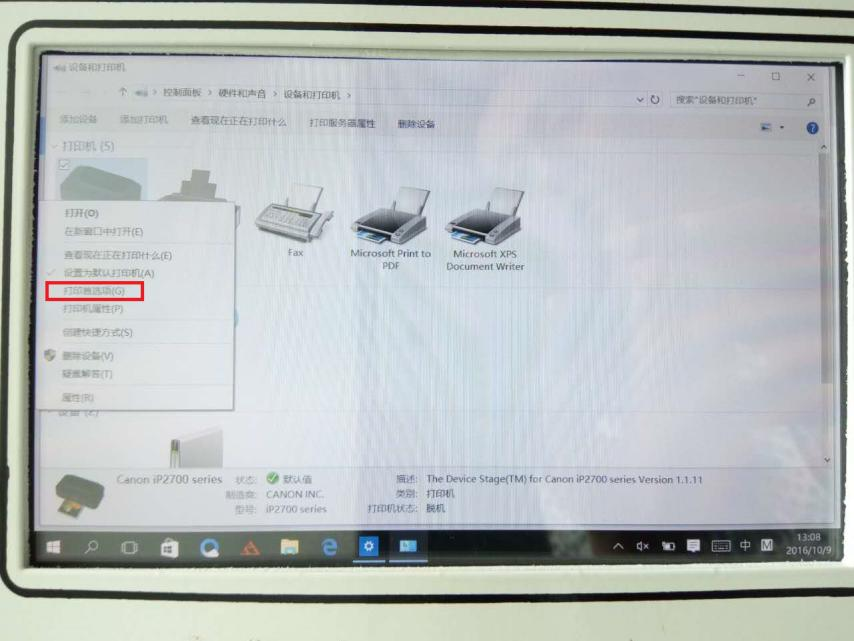 设备和打印机
控制面板 > 硬件和声音 > 设备和打印机 >
搜索"设备和打印机"
添加设备 添加打印机 查看现在正在打印什么 打印服务器属性 删除设备
打印机 (5)
打开(O)
在新窗口中打开(E)
查看现在正在打印什么(E)
设置为默认打印机(A)
打印首选项(G)
打印机属性(P)
创建快捷方式(S)
删除设备(V)
疑难解答(T)
属性(R)
Fax
Microsoft Print to
PDF
Microsoft XPS
Document Writer
设备 (2)
Canon iP2700 series 状态: 默认值
制造商: CANON INC.
型号: iP2700 series
描述: The Device Stage(TM) for Canon iP2700 series Version 1.1.11
类别: 打印机
打印机状态: 脱机
中 M
13:08
2016/10/9